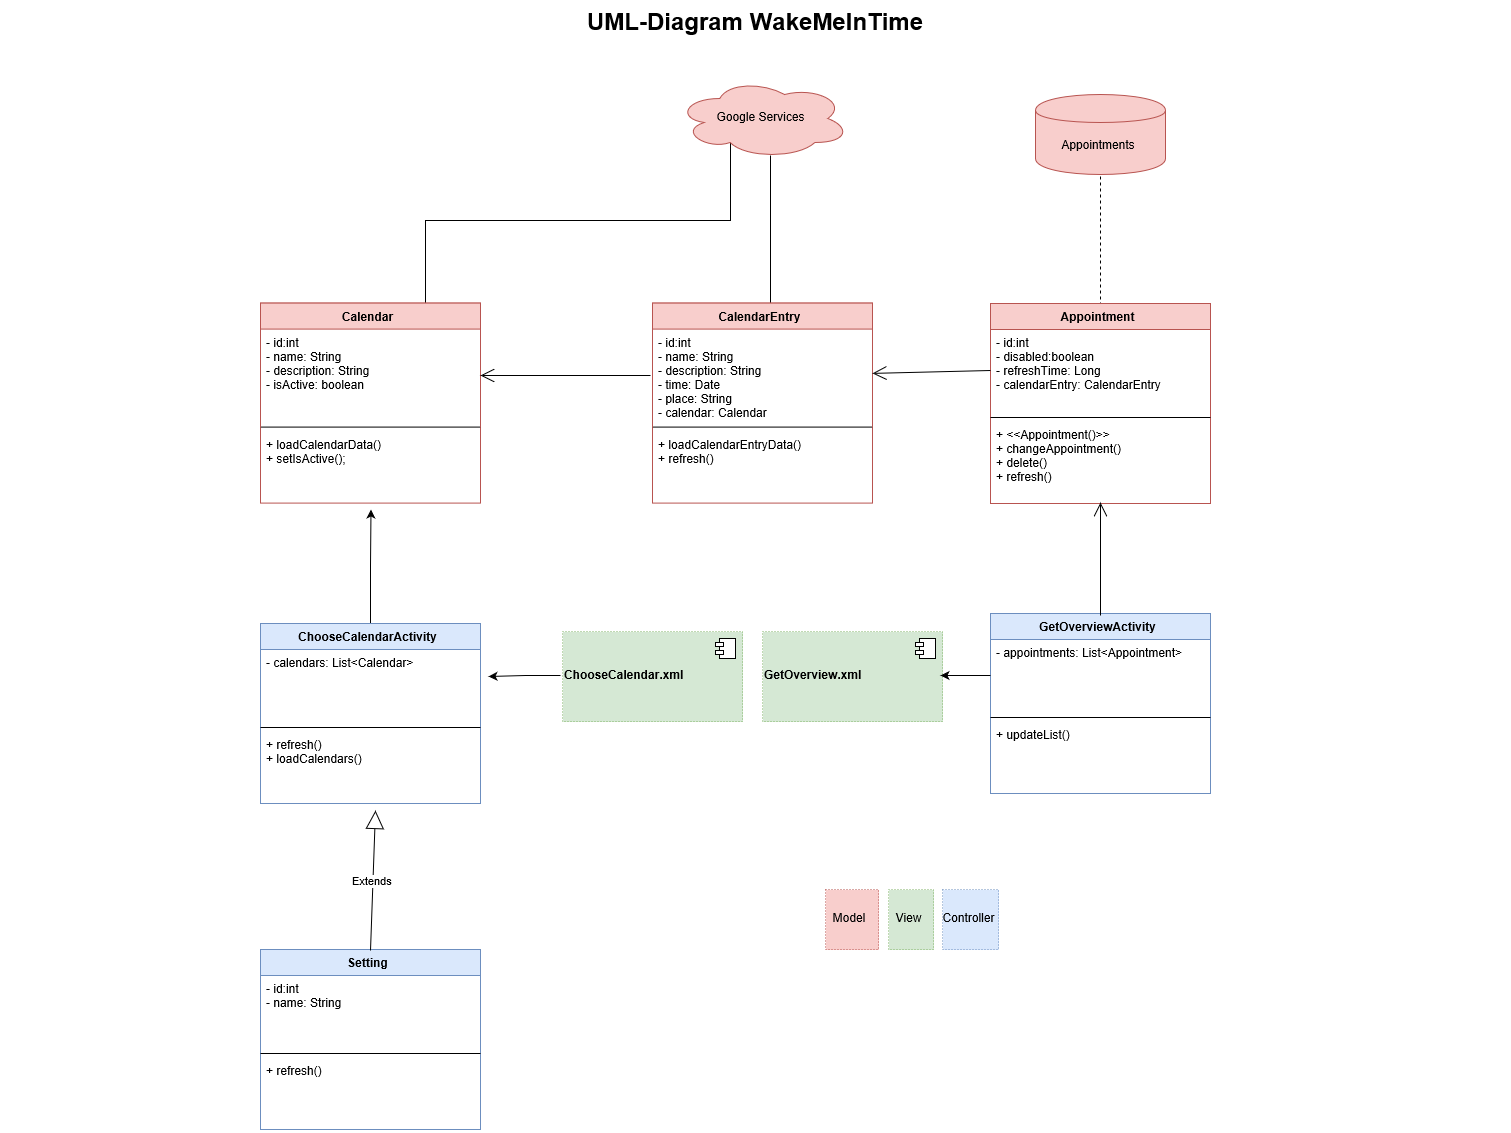 UML-Diagram WakeMeInTime
Google Services
Appointments
Calendar
- id:int
- name: String
- description: String
- isActive: boolean
+ loadCalendarData()
+ setIsActive();
CalendarEntry
- id:int
- name: String
- description: String
- time: Date
- place: String
- calendar: Calendar
+ loadCalendarEntryData()
+ refresh()
Appointment
- id:int
- disabled:boolean
- refreshTime: Long
- calendarEntry: CalendarEntry
+ <<Appointment()>>
+ changeAppointment()
+ delete()
+ refresh()
ChooseCalendarActivity
- calendars: List<Calendar>
+ refresh()
+ loadCalendars()
ChooseCalendar.xml
GetOverview.xml
GetOverviewActivity
- appointments: List<Appointment>
+ updateList()
Extends
Model
View
Controller
Setting
- id:int
- name: String
+ refresh()